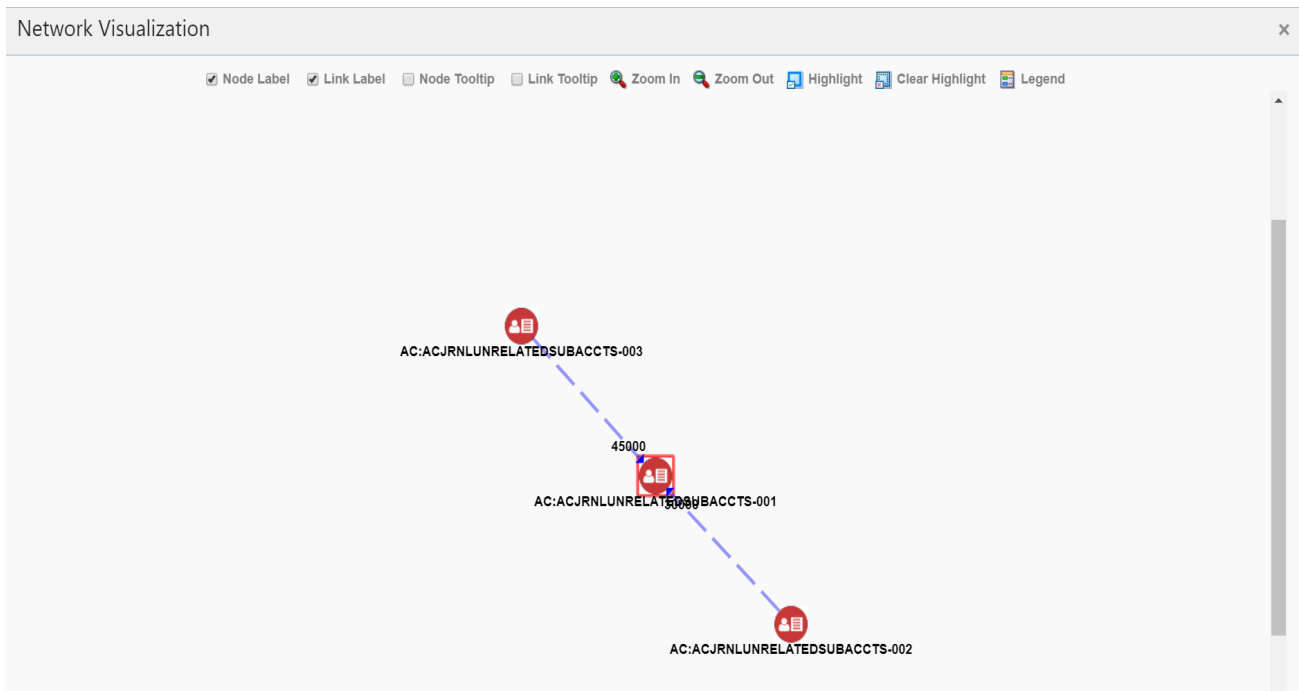 Network Visualization
Node Label Link Label Node Tooltip Link Tooltip Zoom In Zoom Out Highlight Clear Highlight Legend
AC:ACJRNLUNRELATEDSUBACCTS-003
45000
AC:ACJRNLUNRELATEDSUBACCTS-001
AC:ACJRNLUNRELATEDSUBACCTS-002